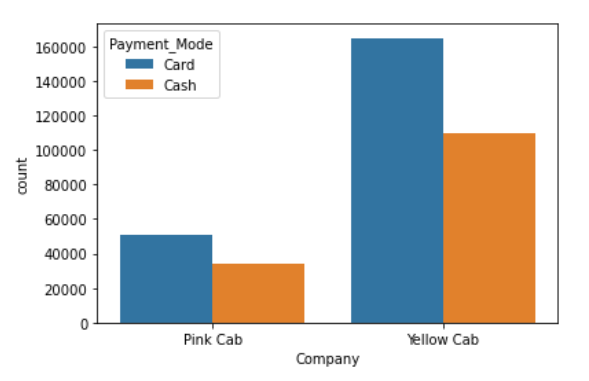 Payment_Mode
Card
Cash
160000
140000
120000
100000
80000
60000
40000
20000
0
count
Pink Cab
Yellow Cab
Company